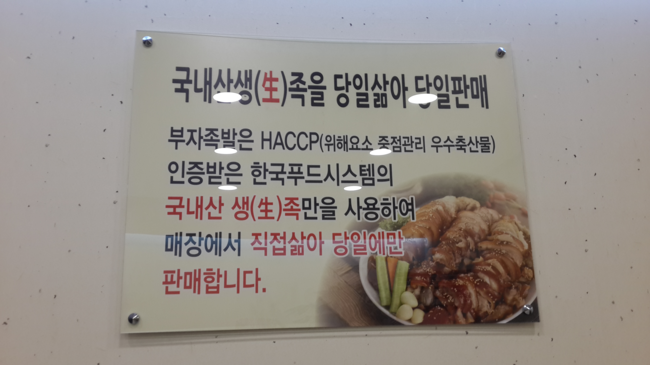 국내산생(生)족을 당일삶아 당일판매
부자족발은 HACCP(위해요소 중점관리 우수축산물)
인증받은 한국푸드시스템의
국내산 생(生)족만을 사용하여
매장에서 직접삶아 당일에만
판매합니다.